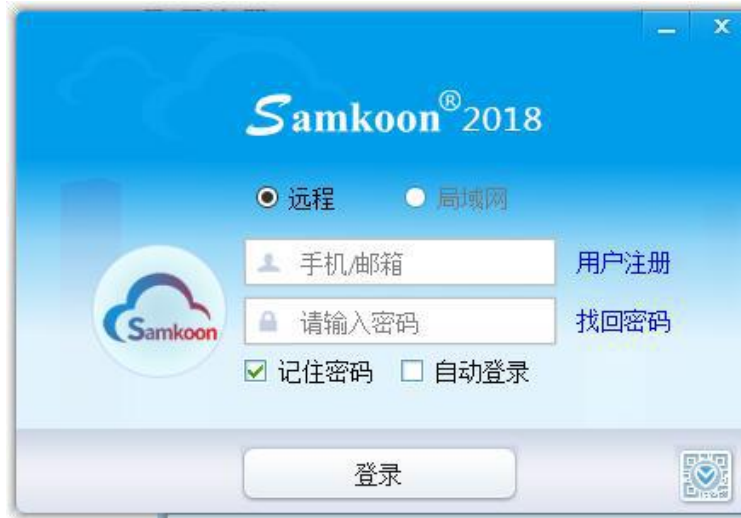 Samkoon®2018
远程 局域网
手机/邮箱 用户注册
Samkoon
请输入密码 找回密码
记住密码 自动登录
登录